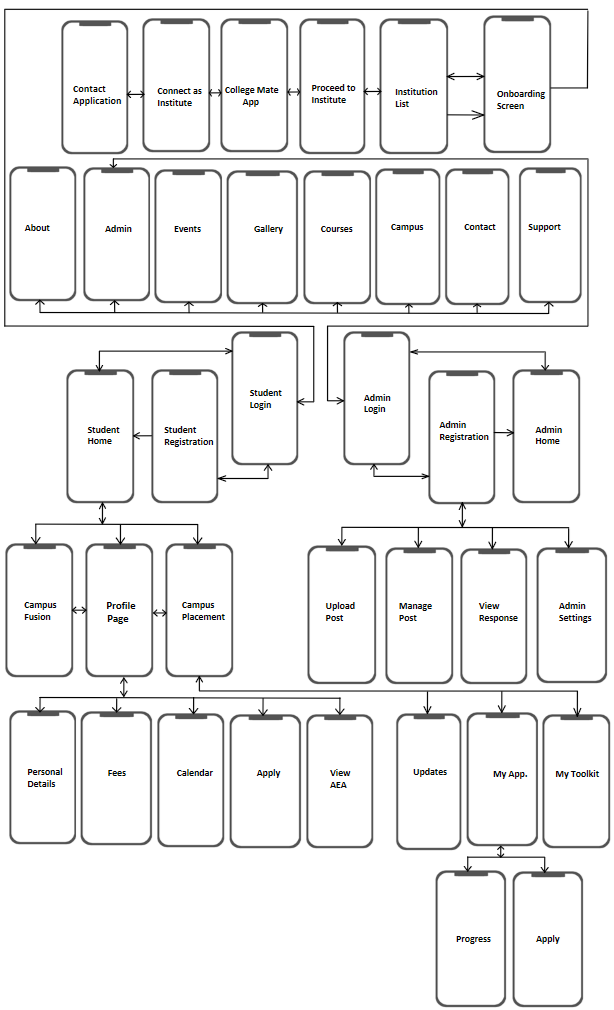 Contact
Application
Connect as
Institute
College Mate
App
Proceed to
Institute
Institution
List
Onboarding
Screen
About
Admin
Events
Gallery
Courses
Campus
Contact
Support
Student
Login
Admin
Login
Student
Home
Student
Registration
Admin
Registration
Admin
Home
Campus
Fusion
Profile
Page
Campus
Placement
Upload
Post
Manage
Post
View
Response
Admin
Settings
Personal
Details
Fees
Calendar
Apply
View
AEA
Updates
My App.
My Toolkit
Progress
Apply